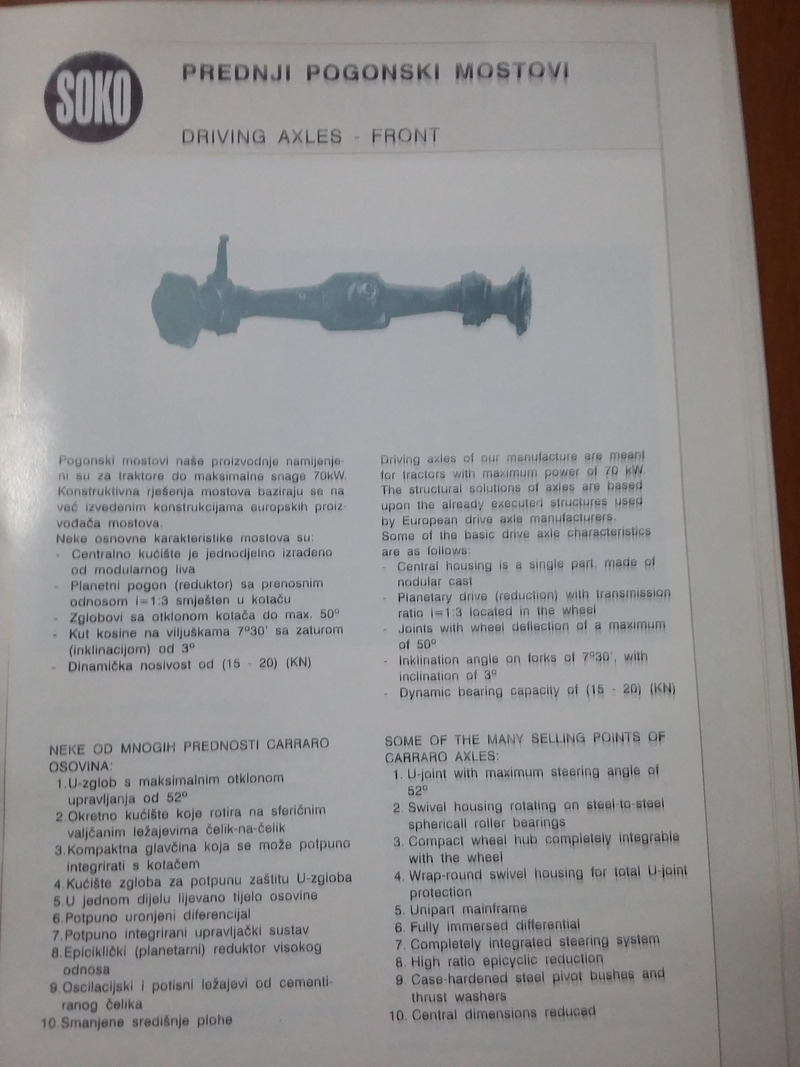 SOKO
PREDNJI POGONSKI MOSTOVI
DRIVING AXLES - FRONT
Pogonski mostovi naše proizvodnje namijenje-
ni su za traktore do maksimalne snage 70kW.
Konstruktivna rješenja mostova baziraju se na
već izvedenim konstrukcijama europskih proiz-
vođača mostova.
Neke osnovne karakteristike mostova su:
- Centralno kućište je jednodjelno izrađeno
od modularnog liva
- Planetni pogon (reduktor) sa prenosnim
odnosom i=1:3 smješten u kotaču
- Zglobovi sa otklonom kotača do max. 50º
- Kut kosine na viljuškama 7º30' sa zaturom
(inklinacijom) od 3º
- Dinamička nosivost od (15 - 20) (KN)
Driving axles of our manufacture are meant
for tractors with maximum power of 70 kW.
The structural solutions of axles are based
upon the already executed structures used
by European drive axle manufacturers.
Some of the basic drive axle characteristics
are as follows:
- Central housing is a single part, made of
nodular cast
- Planetary drive (reduction) with transmission
ratio i=1:3 located in the wheel
- Joints with wheel deflection of a maximum
of 50º
- Inklination angle on forks of 7º30', with
inclination of 3º
- Dynamic bearing capacity of (15 - 20) (KN)
NEKE OD MNOGIH PREDNOSTI CARRARO
OSOVINA:
1.U-zglob s maksimalnim otklonom
upravljanja od 52º
2.Okretno kućište koje rotira na sferičnim
valjčanim ležajevima čelik-na-čelik
3.Kompaktna glavčina koja se može potpuno
integrirati s kotačem
4.Kućište zgloba za potpunu zaštitu U-zgloba
5.U jednom dijelu lijevano tijelo osovine
6.Potpuno uronjeni diferencijal
7.Potpuno integrirani upravljački sustav
8.Epiciklički (planetarni) reduktor visokog
odnosa
9.Oscilacijski i potisni ležajevi od cementi-
ranog čelika
10.Smanjene središnje plohe
SOME OF THE MANY SELLING POINTS OF
CARRARO AXLES:
1. U-joint with maximum steering angle of
52º
2. Swivel housing rotating on steel-to-steel
sphericall roller bearings
3. Compact wheel hub completely integrable
with the wheel
4. Wrap-round swivel housing for total U-joint
protection
5. Unipart mainframe
6. Fully immersed differential
7. Completely integrated steering system
8. High ratio epicyclic reduction
9. Case-hardened steel pivot bushes and
thrust washers
10. Central dimensions reduced